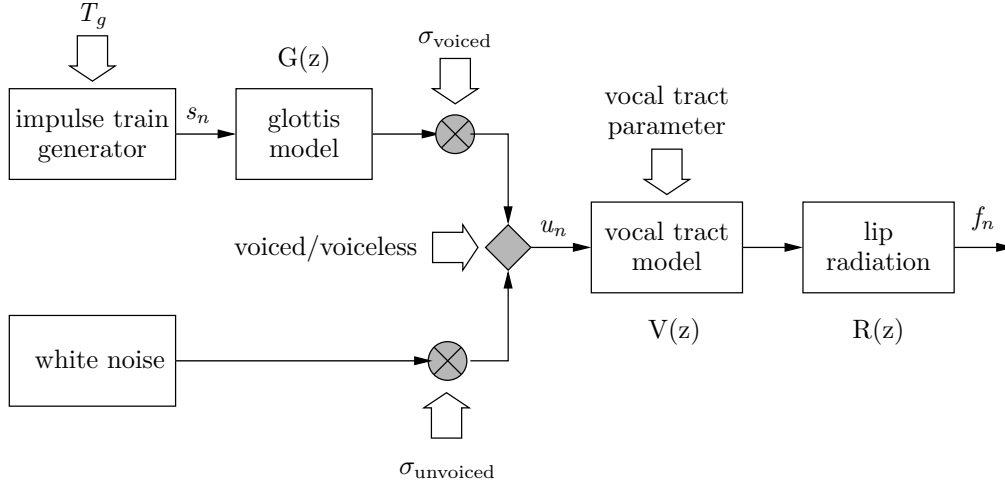 T_g
σ_voiced
G(z)
impulse train
generator
s_n
glottis
model
vocal tract
parameter
voiced/voiceless
u_n
vocal tract
model
lip
radiation
f_n
V(z)
R(z)
white noise
σ_unvoiced